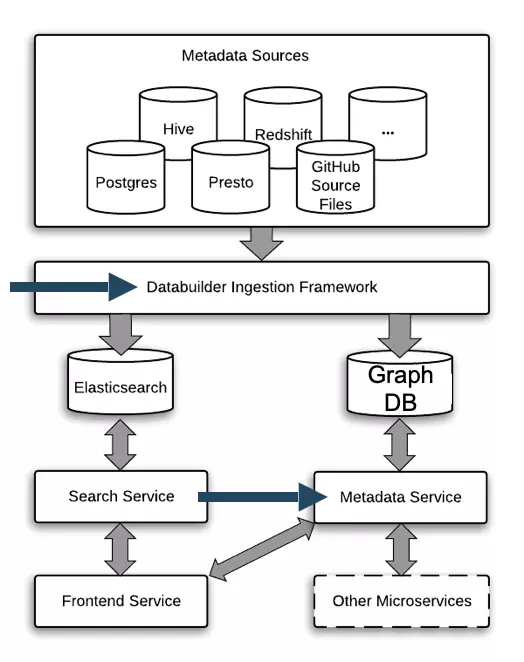 Metadata Sources
Hive
Redshift
...
Postgres
Presto
GitHub
Source
Files
Databuilder Ingestion Framework
Elasticsearch
Graph
DB
Search Service
Metadata Service
Frontend Service
Other Microservices